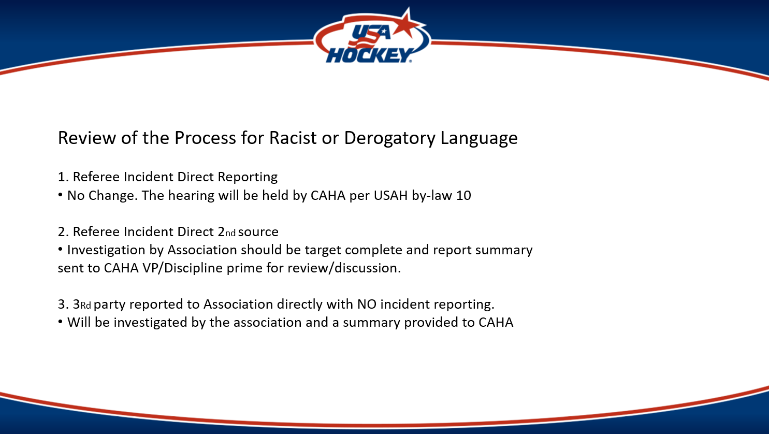 USA
HOCKEY
Review of the Process for Racist or Derogatory Language
1. Referee Incident Direct Reporting
• No Change. The hearing will be held by CAHA per USAH by-law 10
2. Referee Incident Direct 2nd source
• Investigation by Association should be target complete and report summary
sent to CAHA VP/Discipline prime for review/discussion.
3. 3Rd party reported to Association directly with NO incident reporting.
• Will be investigated by the association and a summary provided to CAHA